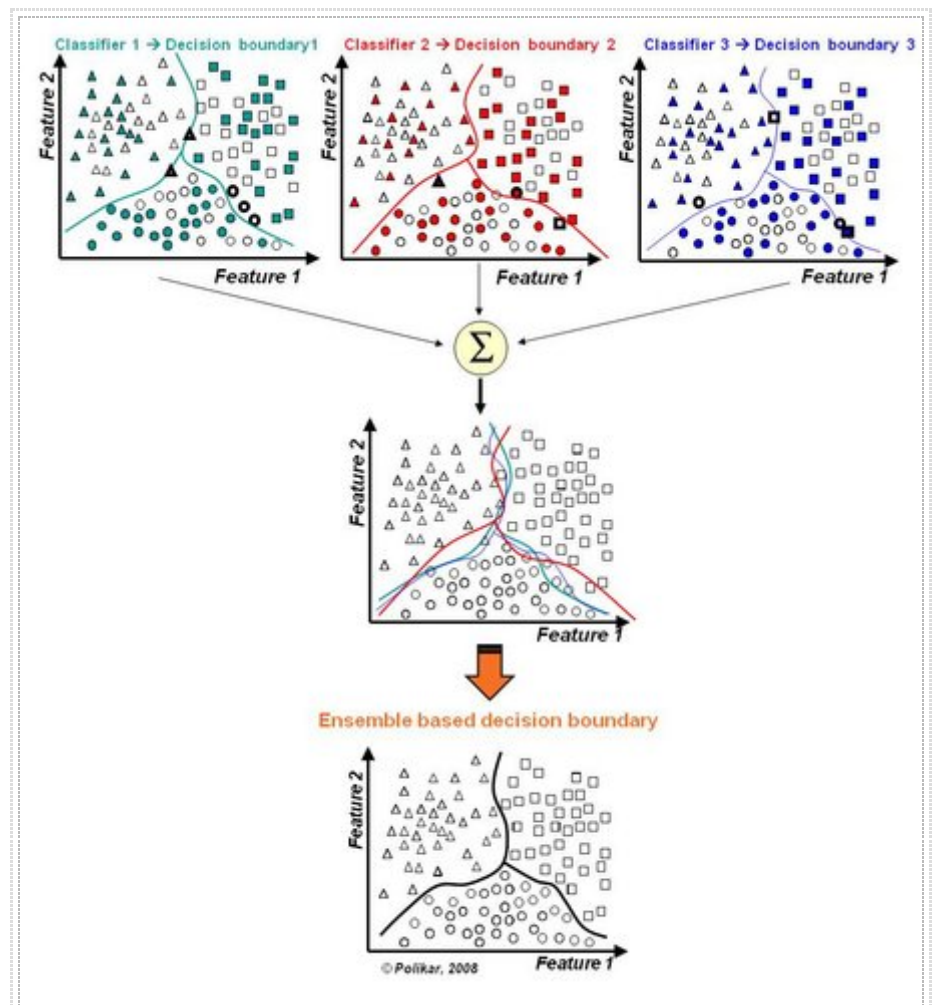 Classifier 1 → Decision boundary1
Classifier 2 → Decision boundary 2
Classifier 3 → Decision boundary 3
Feature 2
Feature 2
Feature 2
Feature 1
Feature 1
Feature 1
Σ
Feature 2
Feature 1
Ensemble based decision boundary
Feature 2
Feature 1
©Polikar, 2008